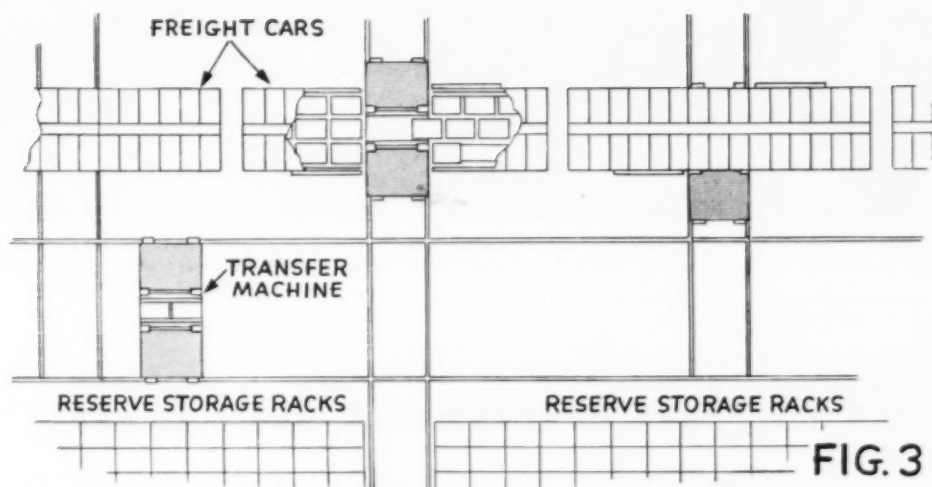 FREIGHT CARS
TRANSFER
MACHINE
RESERVE STORAGE RACKS
RESERVE STORAGE RACKS
FIG. 3